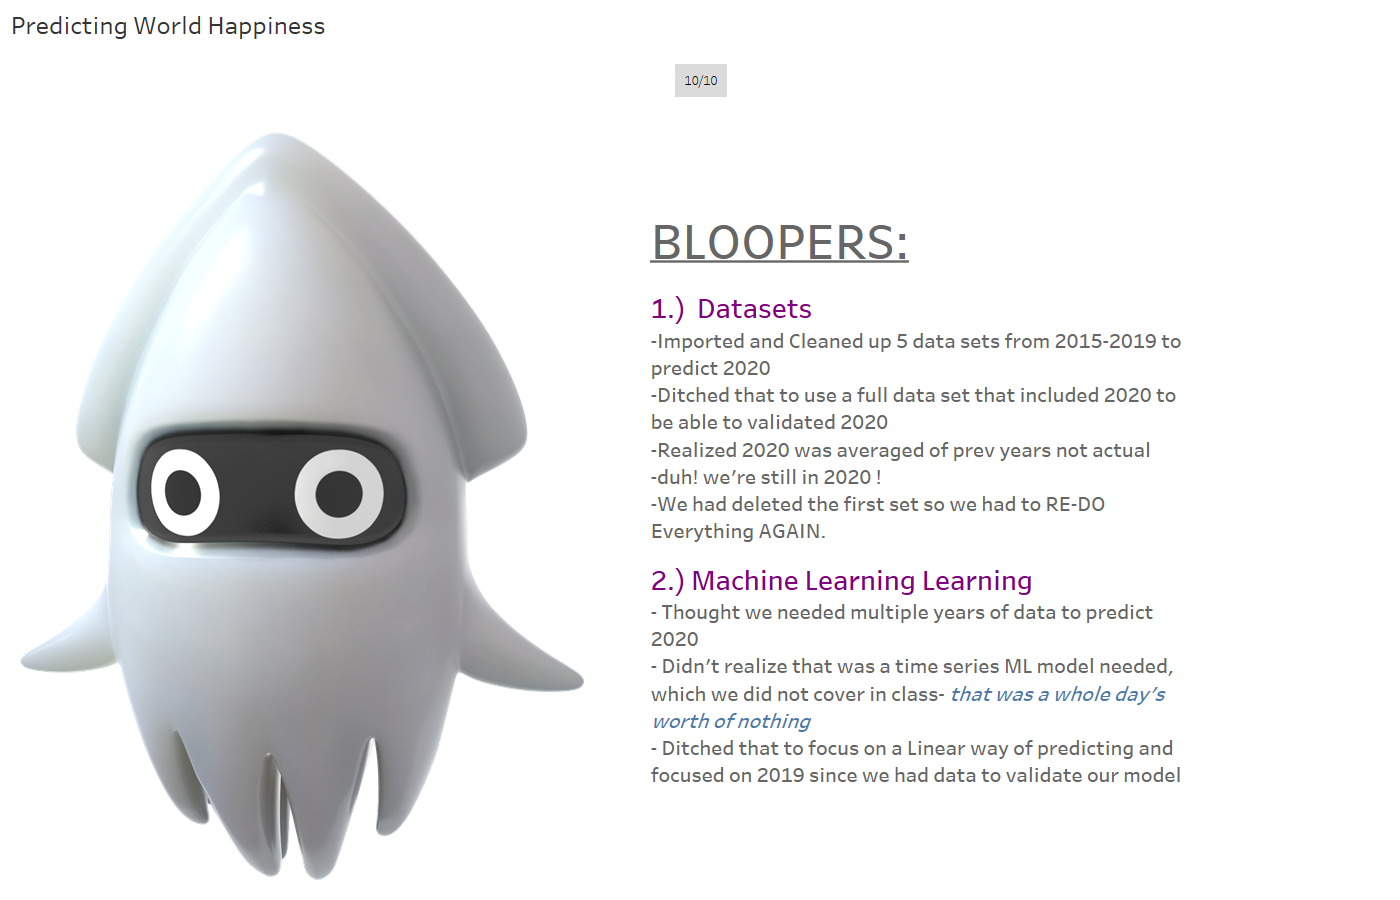 Predicting World Happiness
10/10
BLOOPERS:
1.) Datasets
-Imported and Cleaned up 5 data sets from 2015-2019 to
predict 2020
-Ditched that to use a full data set that included 2020 to
be able to validated 2020
-Realized 2020 was averaged of prev years not actual
-duh! we’re still in 2020 !
-We had deleted the first set so we had to RE-DO
Everything AGAIN.
2.) Machine Learning Learning
- Thought we needed multiple years of data to predict
2020
- Didn’t realize that was a time series ML model needed,
which we did not cover in class- that was a whole day’s
worth of nothing
- Ditched that to focus on a Linear way of predicting and
focused on 2019 since we had data to validate our model